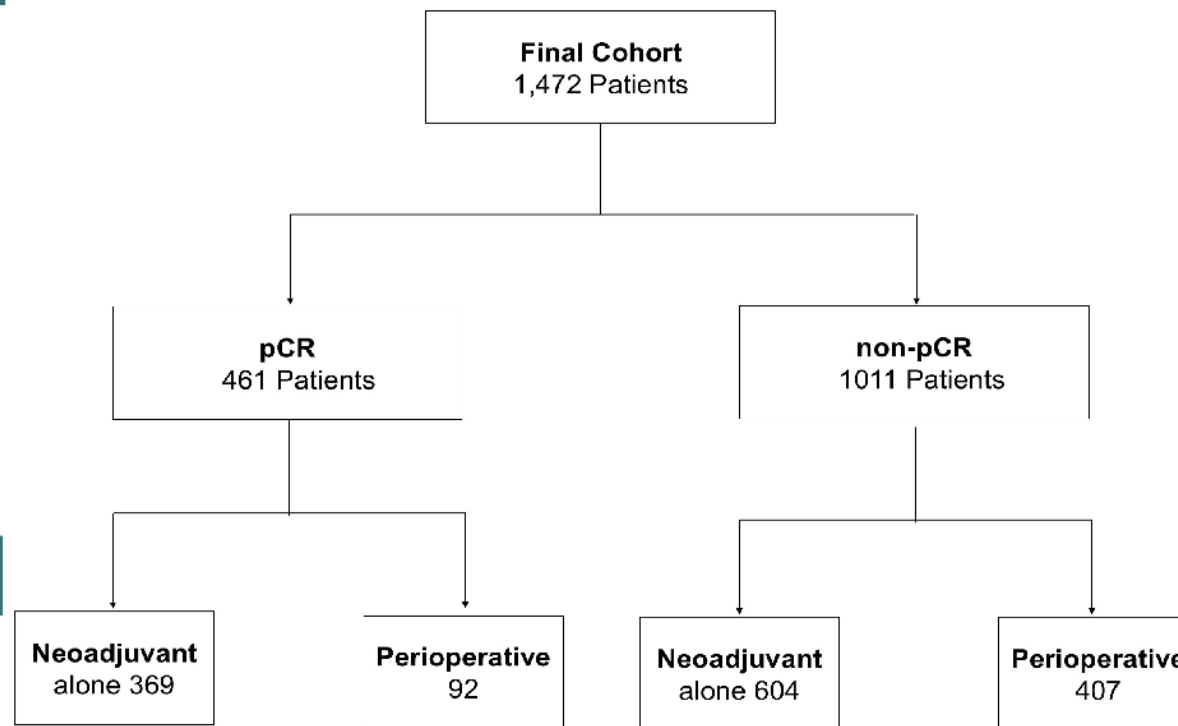 Final Cohort
1,472 Patients
pCR
461 Patients
non-pCR
1011 Patients
Neoadjuvant
alone 369
Perioperative
92
Neoadjuvant
alone 604
Perioperative
407